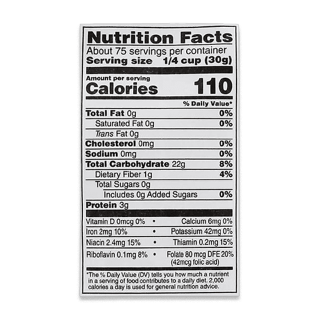 Nutrition Facts
About 75 servings per container
Serving size 1/4 cup (30g)
Amount per serving
Calories 110
% Daily Value*
Total Fat 0g 0%
Saturated Fat 0g 0%
Trans Fat 0g
Cholesterol 0mg 0%
Sodium 0mg 0%
Total Carbohydrate 22g 8%
Dietary Fiber 1g 4%
Total Sugars 0g
Includes 0g Added Sugars 0%
Protein 3g
Vitamin D 0mcg 0% • Calcium 6mg 0%
Iron 2mg 10% • Potassium 42mg 0%
Niacin 2.4mg 15% • Thiamin 0.2mg 15%
Riboflavin 0.1mg 8% • Folate 80 mcg DFE 20%
(42mcg folic acid)
*The % Daily Value (DV) tells you how much a nutrient
in a serving of food contributes to a daily diet. 2,000
calories a day is used for general nutrition advice.